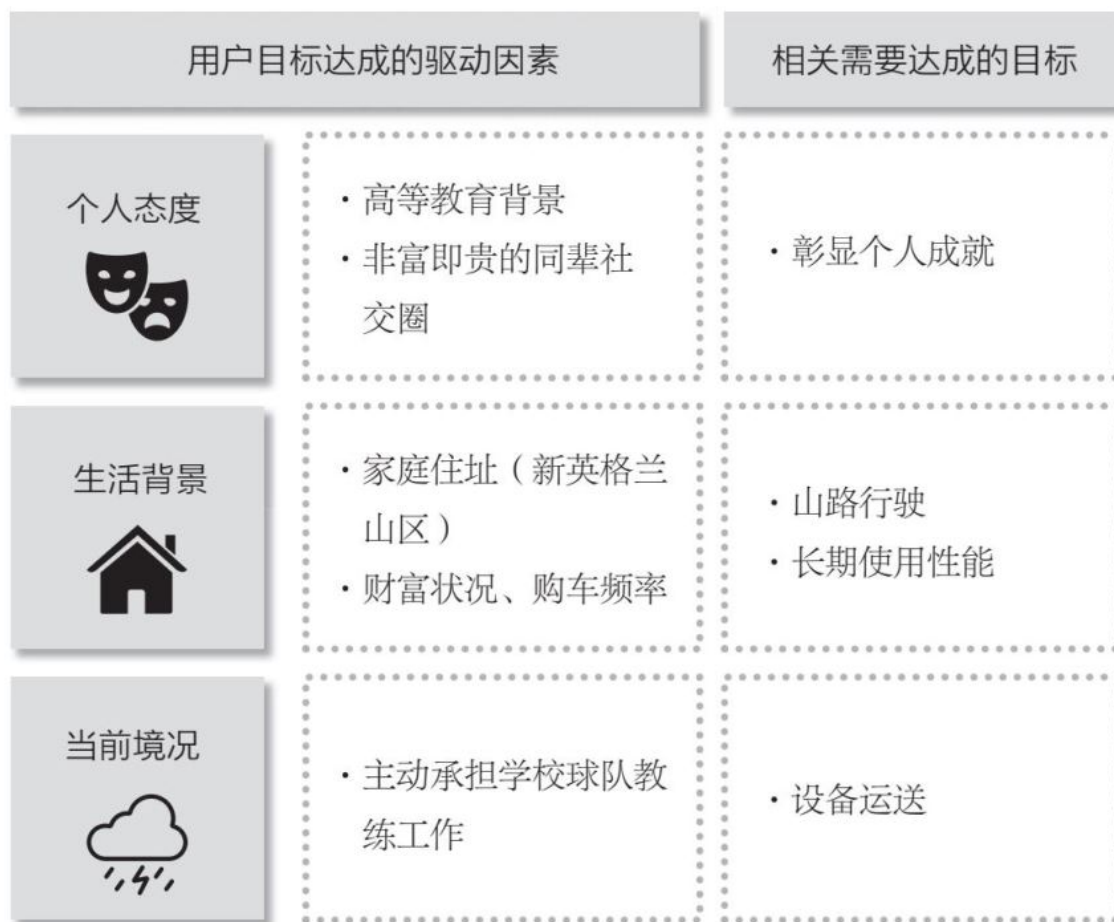 用户目标达成的驱动因素
相关需要达成的目标
个人态度
·高等教育背景
·非富即贵的同辈社
交圈
·彰显个人成就
生活背景
·家庭住址（新英格兰
山区）
·财富状况、购车频率
·山路行驶
·长期使用性能
当前境况
·主动承担学校球队教
练工作
·设备运送